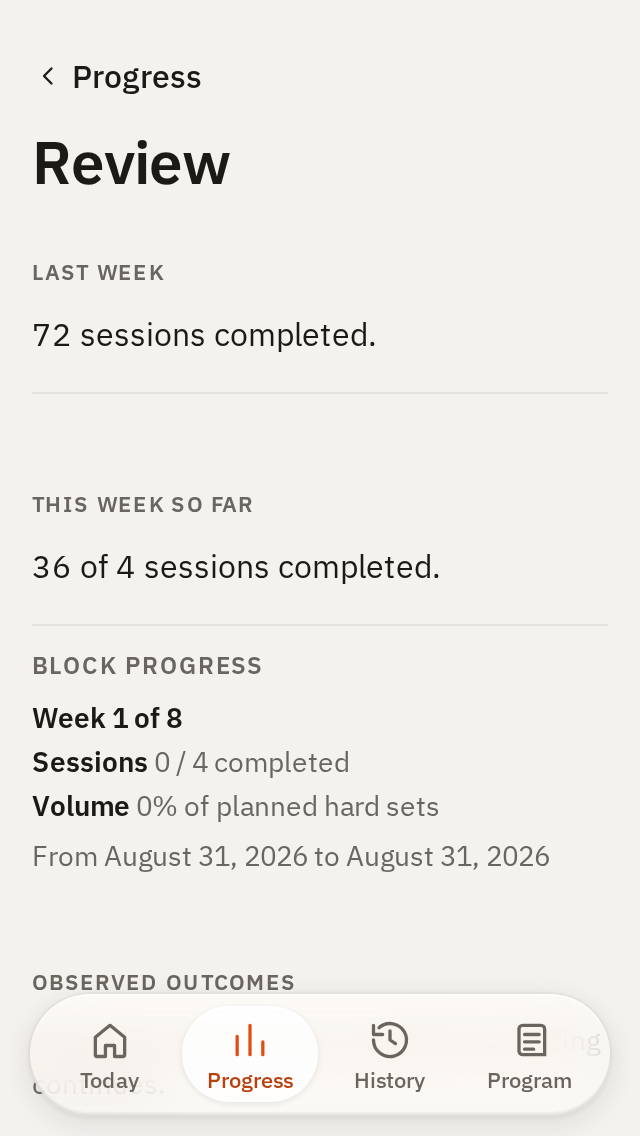 Progress
Review
LAST WEEK
72 sessions completed.
THIS WEEK SO FAR
36 of 4 sessions completed.
BLOCK PROGRESS
Week 1 of 8
Sessions 0 / 4 completed
Volume 0% of planned hard sets
From August 31, 2026 to August 31, 2026
OBSERVED OUTCOMES
continues.
Today
Progress
History
Program